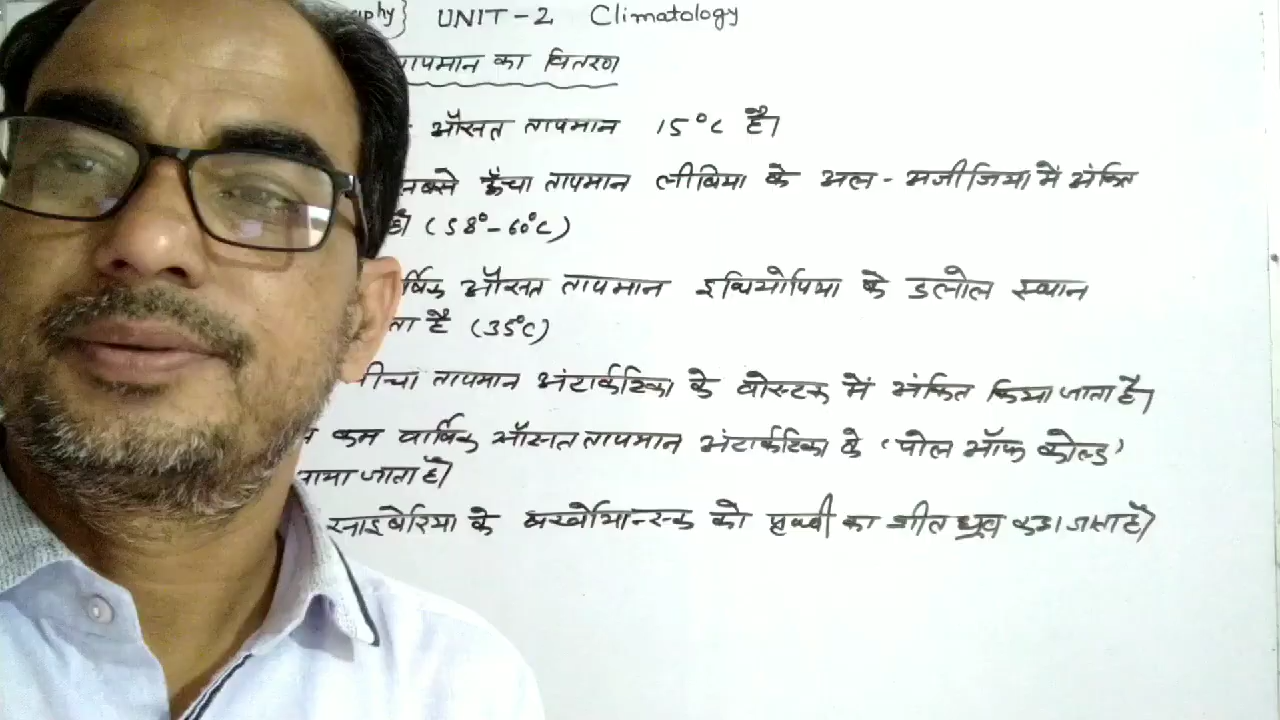 UNIT-2 Climatology
तापमान का वितरण
औसत तापमान 15°C है।
सबसे ऊँचा तापमान लीबिया के अल-अजीजिया में अंकित
है। (58°-60°C)
औसत तापमान इथियोपिया के डलोल स्थान
है (35°C)
नीचा तापमान अंटार्कटिका के वोस्टक में अंकित किया जाता है।
कम वार्षिक औसत तापमान अंटार्कटिका के 'पोल ऑफ कोल्ड'
जाता है।
साइबेरिया के बर्खोयान्स्क को पृथ्वी का शीत ध्रुव कहा जाता है।